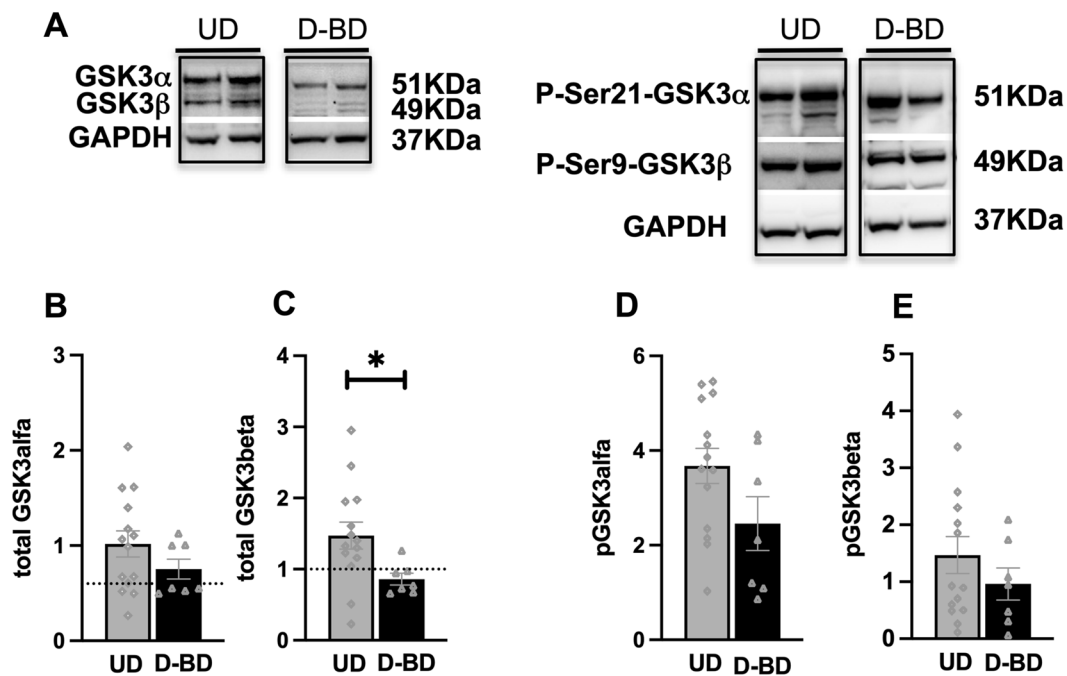 A
UD D-BD
GSK3α 51KDa
GSK3β 49KDa
GAPDH 37KDa
UD D-BD
P-Ser21-GSK3α 51KDa
P-Ser9-GSK3β 49KDa
GAPDH 37KDa
B
total GSK3alfa
3
2
1
0
UD D-BD
C
total GSK3beta
4
3
2
1
0
*
UD D-BD
D
pGSK3alfa
6
4
2
0
UD D-BD
E
pGSK3beta
5
4
3
2
1
0
UD D-BD